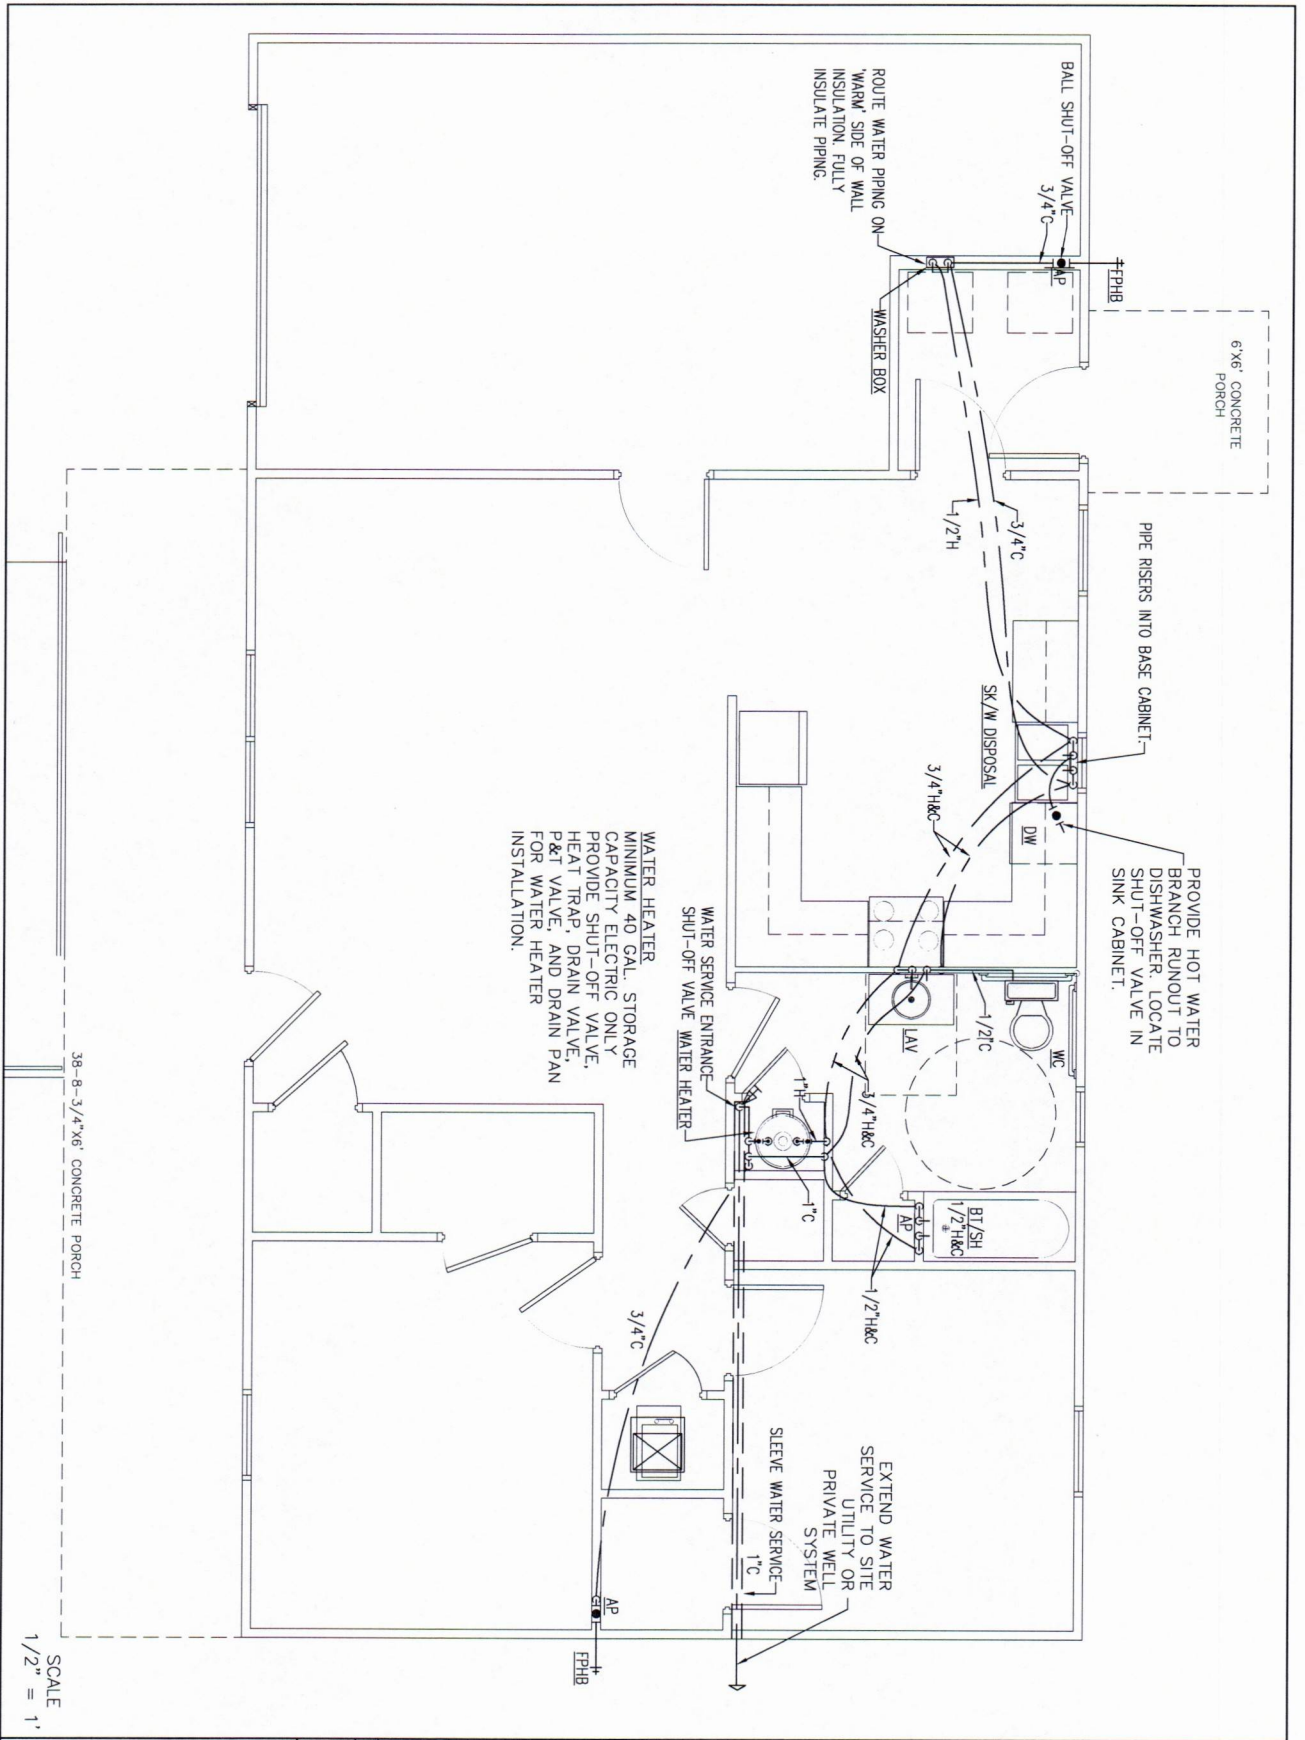 6'X6' CONCRETE
PORCH
BALL SHUT-OFF VALVE
3/4"C
FPHB
AP
ROUTE WATER PIPING ON
'WARM' SIDE OF WALL
INSULATION. FULLY
INSULATE PIPING.
WASHER BOX
1/2"H
3/4"C
PIPE RISERS INTO BASE CABINET.
SK/W DISPOSAL
3/4"H&C
DW
PROVIDE HOT WATER
BRANCH RUNOUT TO
DISHWASHER. LOCATE
SHUT-OFF VALVE IN
SINK CABINET.
WATER HEATER
MINIMUM 40 GAL. STORAGE
CAPACITY ELECTRIC ONLY
PROVIDE SHUT-OFF VALVE,
HEAT TRAP, DRAIN VALVE,
P&T VALVE, AND DRAIN PAN
FOR WATER HEATER
INSTALLATION.
WATER SERVICE ENTRANCE
SHUT-OFF VALVE
WATER HEATER
LAV
1/2"C
WC
3/4"H&C
1"H
1"C
BT/SH
1/2"H&C
AP
1/2"H&C
3/4"C
SLEEVE WATER SERVICE
1"C
EXTEND WATER
SERVICE TO SITE
UTILITY OR
PRIVATE WELL
SYSTEM
AP
FPHB
38-8-3/4"X6' CONCRETE PORCH
SCALE
1/2" = 1'